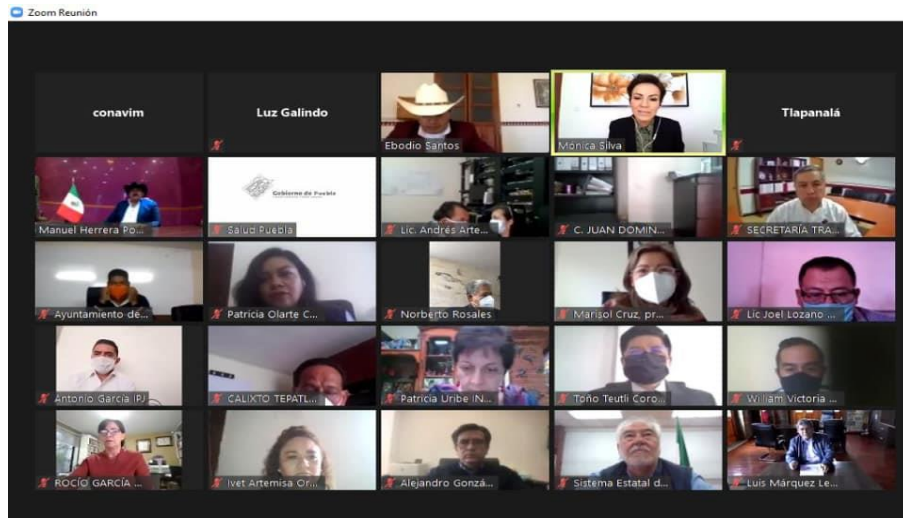 Zoom Reunión
conavim
Luz Galindo
Ebodio Santos
Mónica Silva
Tlapanalá
Manuel Herrera Po...
Gobierno de Puebla
Salud Puebla
Lic. Andrés Arte...
C. JUAN DOMIN...
SECRETARÍA TRA...
Ayuntamiento de...
Patricia Olarte C...
Norberto Rosales
Marisol Cruz, pr...
Lic Joel Lozano ...
Antonio García IPJ
CALIXTO TEPATL...
Patricia Uribe IN...
Toño Teutli Coro...
William Victoria ...
ROCÍO GARCÍA ...
Ivet Artemisa Or...
Alejandro Gonzá...
Sistema Estatal d...
Luis Márquez Le...